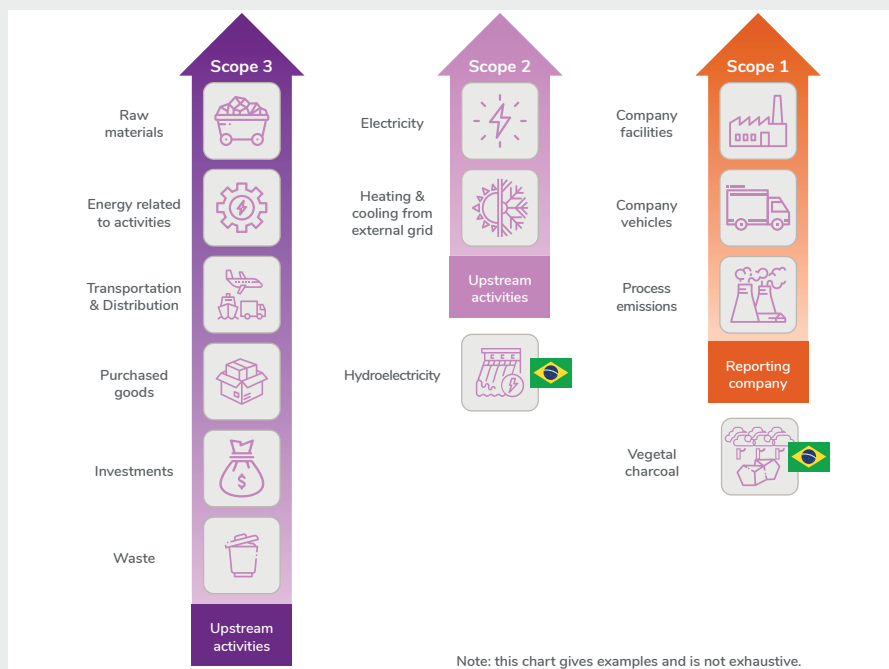 Scope 3
Raw
materials
Energy related
to activities
Transportation
& Distribution
Purchased
goods
Investments
$
Waste
Upstream
activities
Scope 2
Electricity
Heating &
cooling from
external grid
Upstream
activities
Hydroelectricity
Scope 1
Company
facilities
Company
vehicles
Process
emissions
Reporting
company
Vegetal
charcoal
Note: this chart gives examples and is not exhaustive.